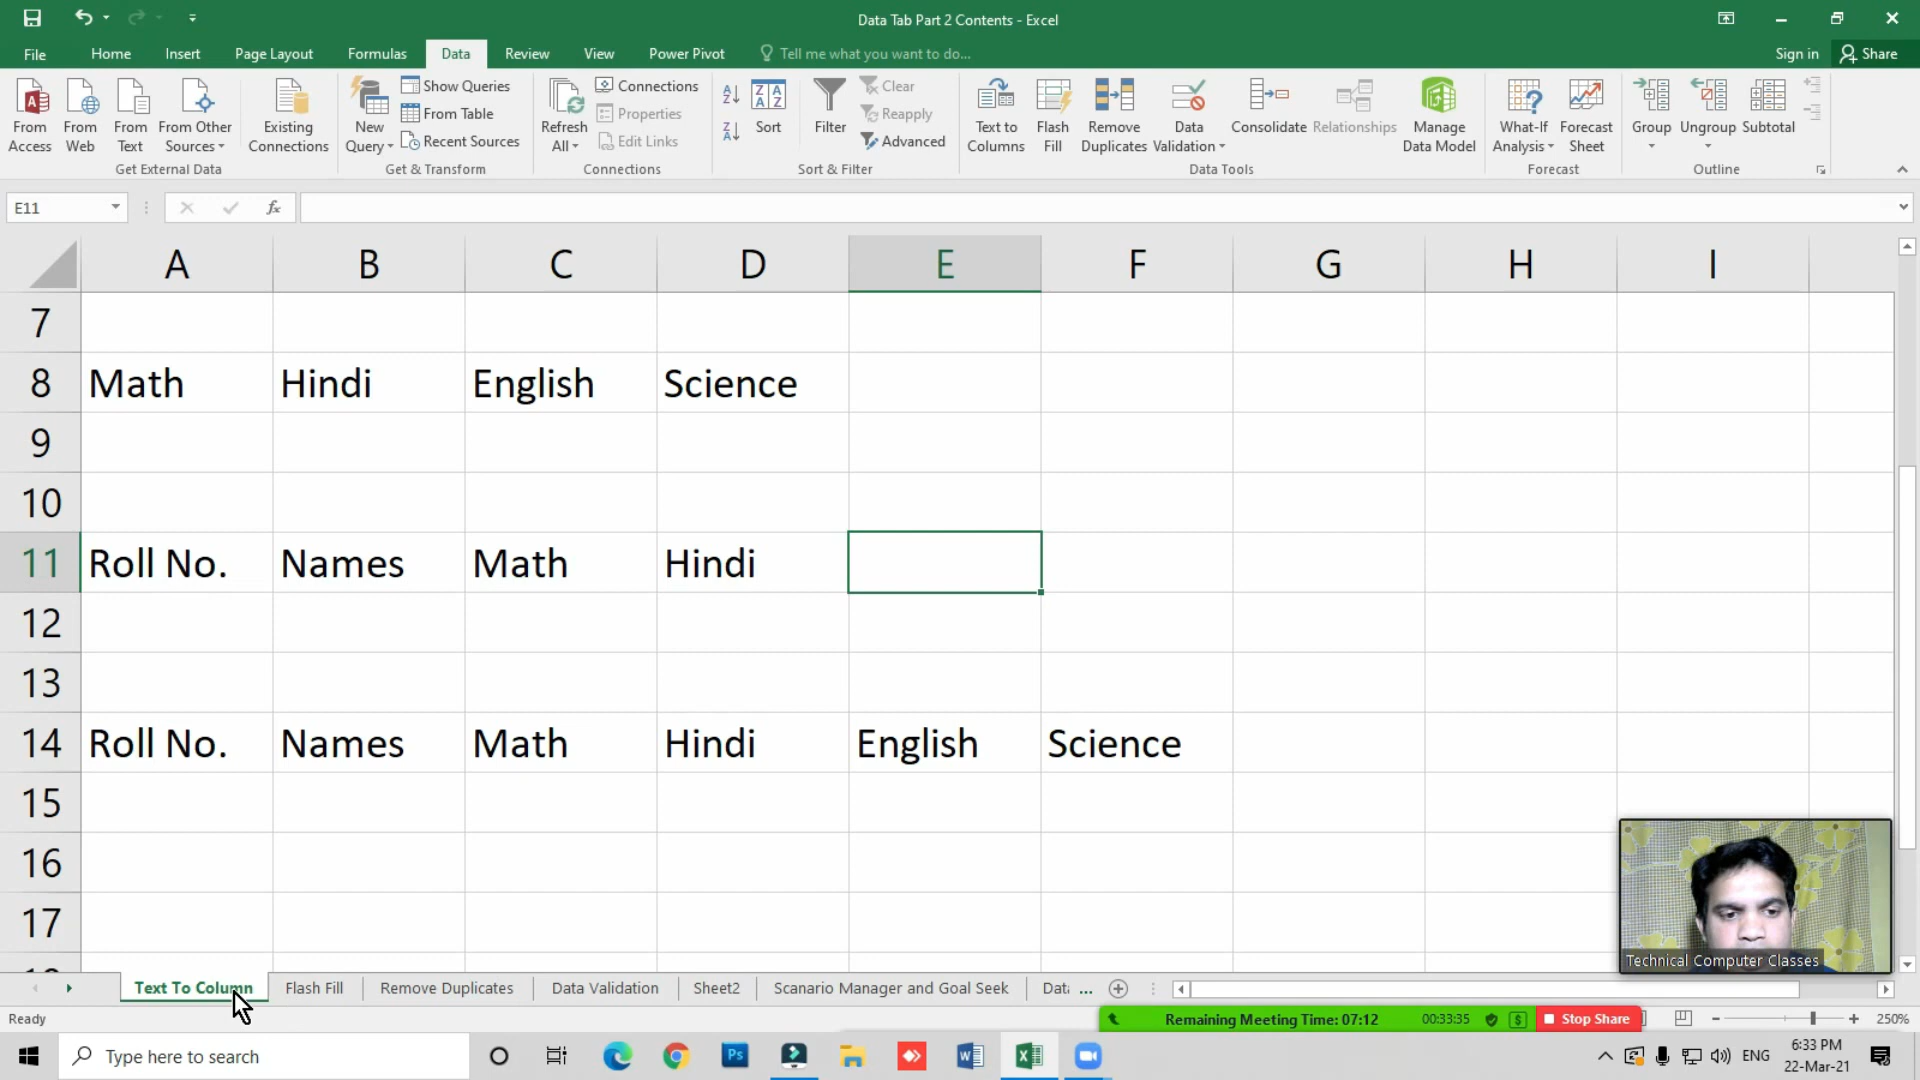 Data Tab Part 2 Contents - Excel
File Home Insert Page Layout Formulas Data Review View Power Pivot Tell me what you want to do... Sign in Share
From Access
From Web
From Text
From Other Sources
Existing Connections
Get External Data
New Query
Show Queries
From Table
Recent Sources
Get & Transform
Refresh All
Connections
Properties
Edit Links
Connections
Sort
Filter
Clear
Reapply
Advanced
Sort & Filter
Text to Columns
Flash Fill
Remove Duplicates
Data Validation
Consolidate
Relationships
Manage Data Model
Data Tools
What-If Analysis
Forecast Sheet
Forecast
Group
Ungroup
Subtotal
Outline
E11 fx
A B C D E F G H I
7
8 Math Hindi English Science
9
10
11 Roll No. Names Math Hindi
12
13
14 Roll No. Names Math Hindi English Science
15
16
17
Technical Computer Classes
Text To Column Flash Fill Remove Duplicates Data Validation Sheet2 Scanario Manager and Goal Seek Data ...
Ready Remaining Meeting Time: 07:12 00:33:35 Stop Share 250%
Type here to search ENG 6:33 PM
22-Mar-21